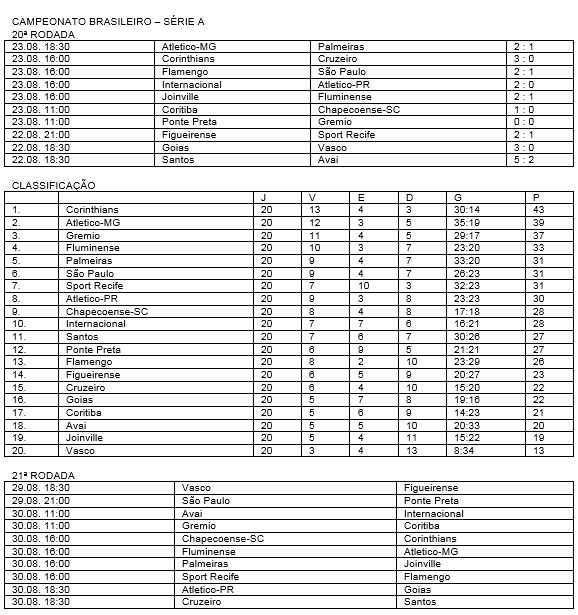 CAMPEONATO BRASILEIRO – SÉRIE A
20ª RODADA
23.08. 18:30 Atletico-MG Palmeiras 2 : 1
23.08. 16:00 Corinthians Cruzeiro 3 : 0
23.08. 16:00 Flamengo São Paulo 2 : 1
23.08. 16:00 Internacional Atletico-PR 2 : 0
23.08. 16:00 Joinville Fluminense 2 : 1
23.08. 11:00 Coritiba Chapecoense-SC 1 : 0
23.08. 11:00 Ponte Preta Gremio 0 : 0
22.08. 21:00 Figueirense Sport Recife 2 : 1
22.08. 18:30 Goias Vasco 3 : 0
22.08. 18:30 Santos Avai 5 : 2
CLASSIFICAÇÃO
J V E D G P
1. Corinthians 20 13 4 3 30:14 43
2. Atletico-MG 20 12 3 5 35:19 39
3. Gremio 20 11 4 5 29:17 37
4. Fluminense 20 10 3 7 23:20 33
5. Palmeiras 20 9 4 7 33:20 31
6. São Paulo 20 9 4 7 26:23 31
7. Sport Recife 20 7 10 3 32:23 31
8. Atletico-PR 20 9 3 8 23:23 30
9. Chapecoense-SC 20 8 4 8 17:18 28
10. Internacional 20 7 7 6 16:21 28
11. Santos 20 7 6 7 30:26 27
12. Ponte Preta 20 6 9 5 21:21 27
13. Flamengo 20 8 2 10 23:29 26
14. Figueirense 20 6 5 9 20:27 23
15. Cruzeiro 20 6 4 10 15:20 22
16. Goias 20 5 7 8 19:16 22
17. Coritiba 20 5 6 9 14:23 21
18. Avai 20 5 5 10 20:33 20
19. Joinville 20 5 4 11 15:22 19
20. Vasco 20 3 4 13 8:34 13
21ª RODADA
29.08. 18:30 Vasco Figueirense
29.08. 21:00 São Paulo Ponte Preta
30.08. 11:00 Avai Internacional
30.08. 11:00 Gremio Coritiba
30.08. 16:00 Chapecoense-SC Corinthians
30.08. 16:00 Fluminense Atletico-MG
30.08. 16:00 Palmeiras Joinville
30.08. 16:00 Sport Recife Flamengo
30.08. 18:30 Atletico-PR Goias
30.08. 18:30 Cruzeiro Santos